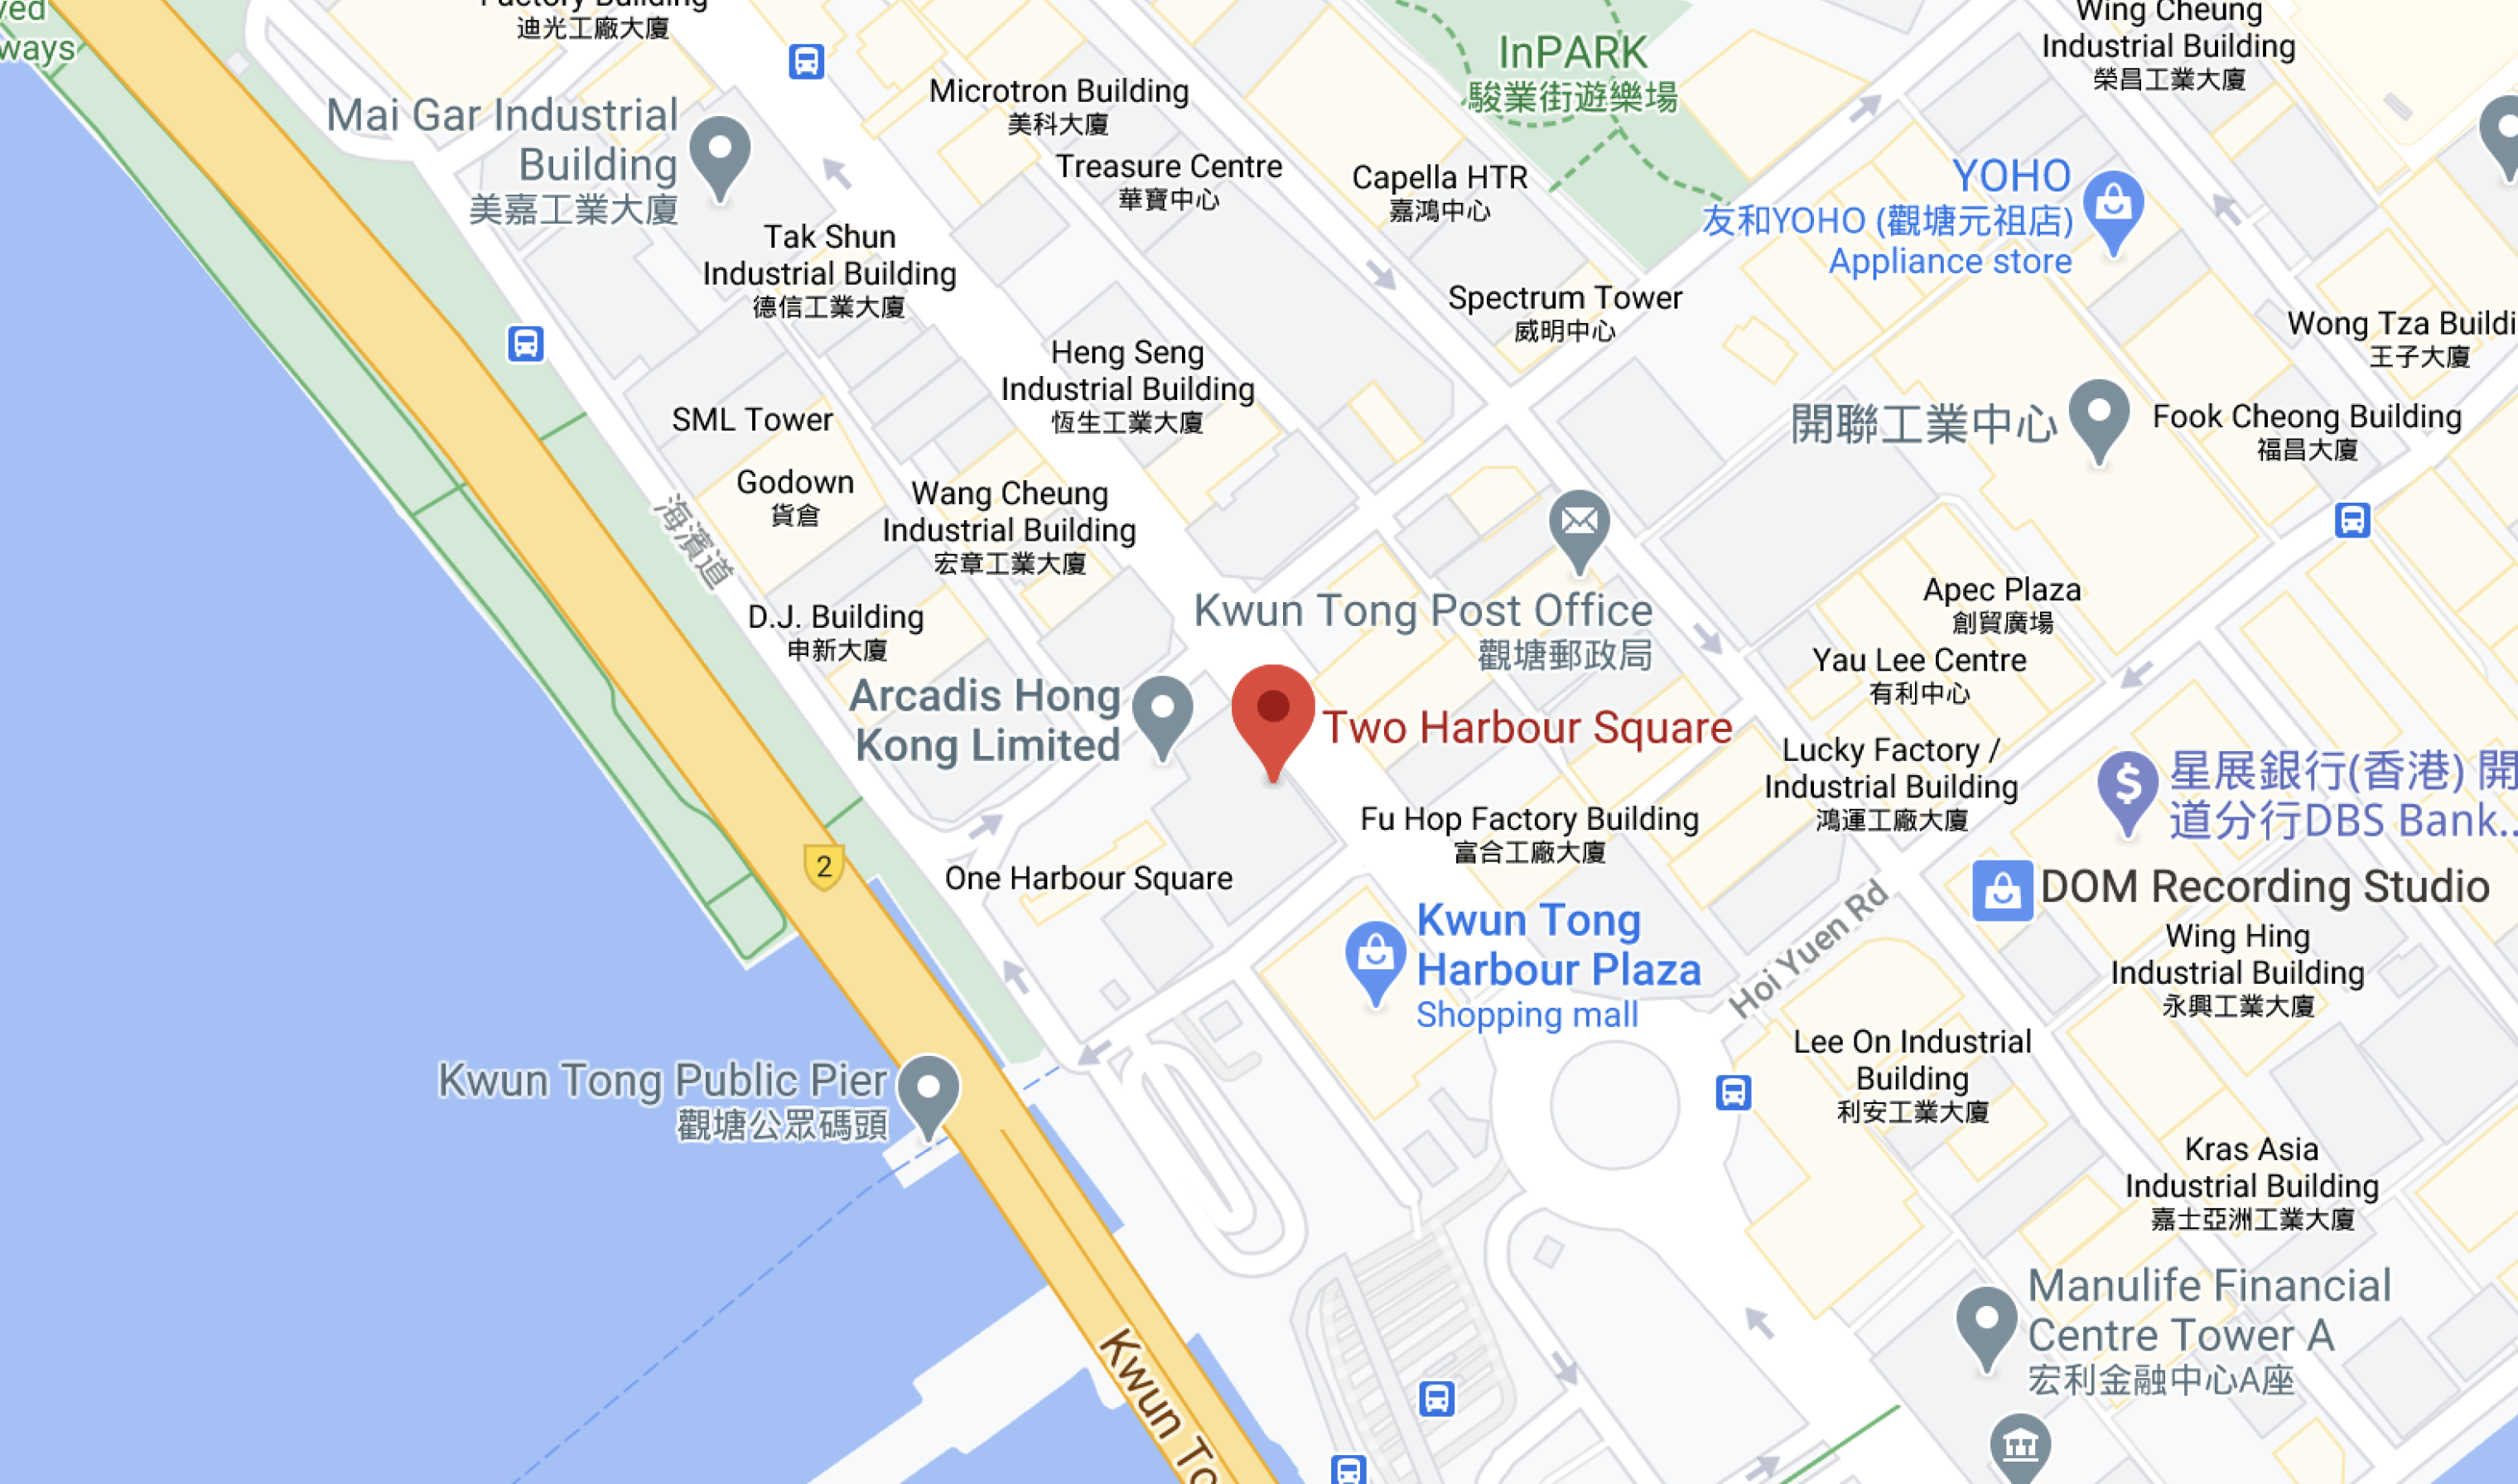 ved
ways
Factory Building
迪光工廠大廈
Mai Gar Industrial
Building
美嘉工業大廈
Microtron Building
美科大廈
Treasure Centre
華寶中心
InPARK
駿業街遊樂場
Capella HTR
嘉鴻中心
Wing Cheung
Industrial Building
榮昌工業大廈
YOHO
友和YOHO (觀塘元祖店)
Appliance store
Tak Shun
Industrial Building
德信工業大廈
Spectrum Tower
威明中心
Wong Tza Buildi
王子大廈
Heng Seng
Industrial Building
恆生工業大廈
SML Tower
開聯工業中心
Fook Cheong Building
福昌大廈
Godown
貨倉
Wang Cheung
Industrial Building
宏章工業大廈
海濱道
D.J. Building
申新大廈
Kwun Tong Post Office
觀塘郵政局
Apec Plaza
創貿廣場
Yau Lee Centre
有利中心
Arcadis Hong
Kong Limited
Two Harbour Square
Lucky Factory /
Industrial Building
鴻運工廠大廈
星展銀行(香港) 開
道分行DBS Bank...
Fu Hop Factory Building
富合工廠大廈
2
One Harbour Square
DOM Recording Studio
Kwun Tong
Harbour Plaza
Shopping mall
Hoi Yuen Rd
Wing Hing
Industrial Building
永興工業大廈
Lee On Industrial
Building
利安工業大廈
Kwun Tong Public Pier
觀塘公眾碼頭
Kras Asia
Industrial Building
嘉士亞洲工業大廈
Manulife Financial
Centre Tower A
宏利金融中心A座
Kwun To